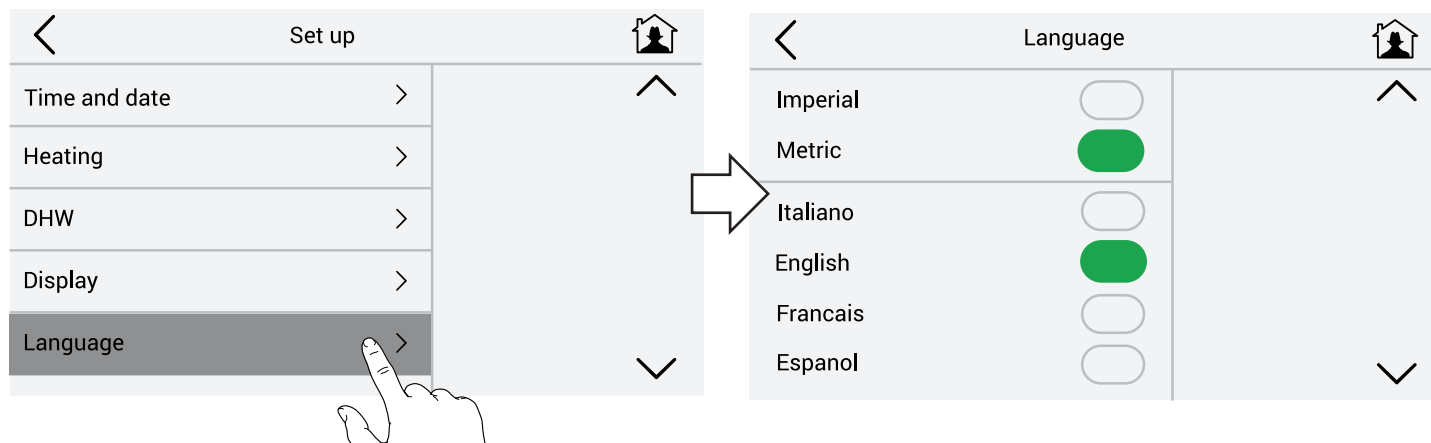 Set up
Time and date
Heating
DHW
Display
Language
Language
Imperial
Metric
Italiano
English
Francais
Espanol